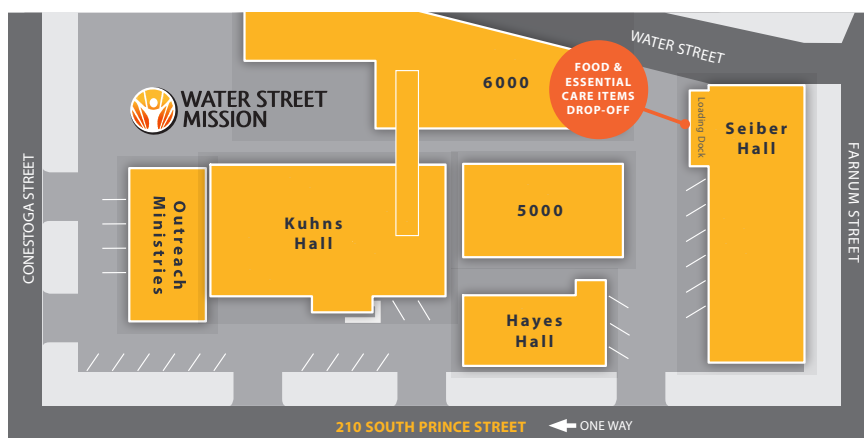 WATER STREET
FOOD &
ESSENTIAL
CARE ITEMS
DROP-OFF
6000
WATER STREET
MISSION
Loading Dock
Seiber
Hall
CONESTOGA STREET
FARNUM STREET
Outreach
Ministries
Kuhns
Hall
5000
Hayes
Hall
210 SOUTH PRINCE STREET
ONE WAY